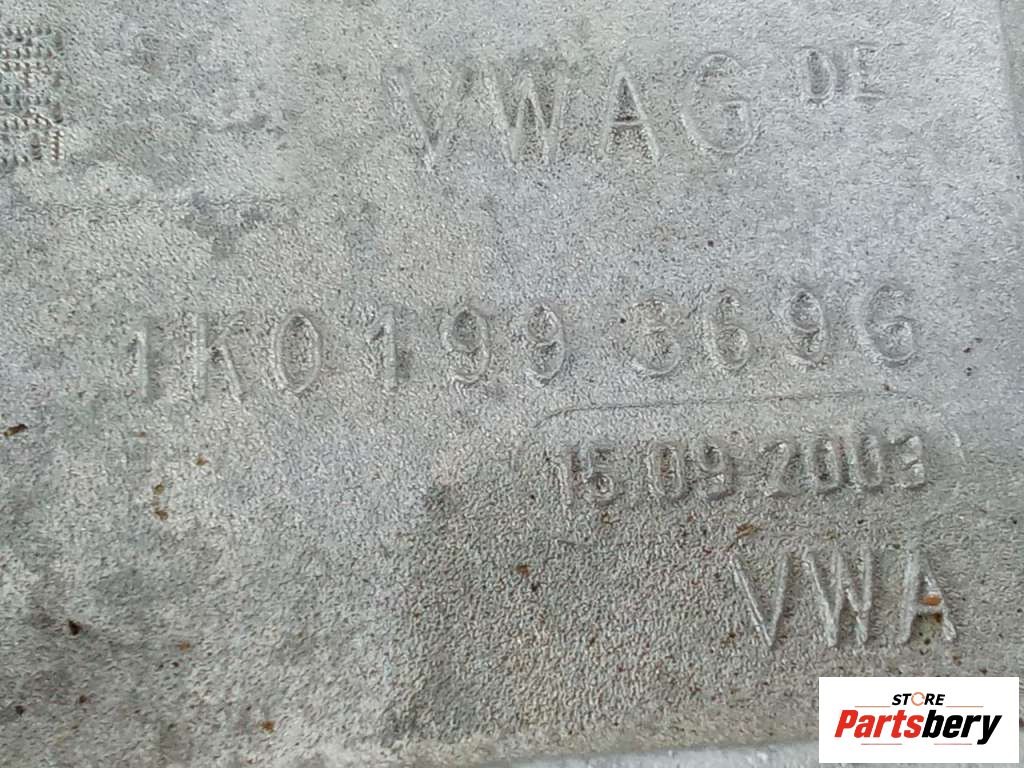 VWAG DE
1K0 199 369 G
15.09.2003
VWA
STORE
Partsbery